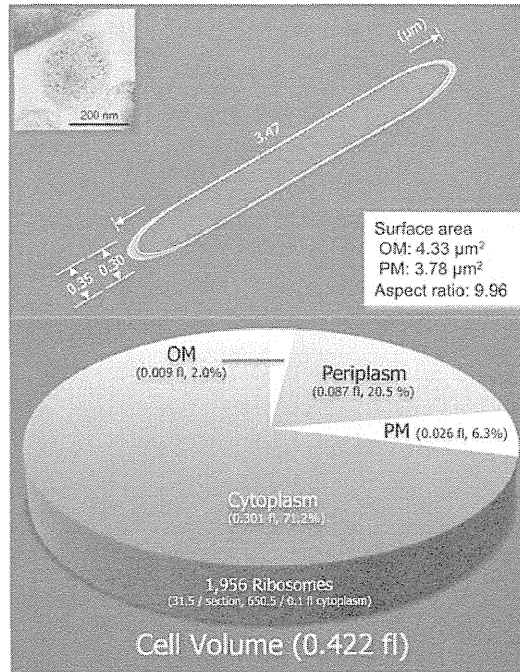 200 nm
(μm)
3.47
0.35
0.30
Surface area
OM: 4.33 μm²
PM: 3.78 μm²
Aspect ratio: 9.96
OM
(0.009 fl, 2.0%)
Periplasm
(0.087 fl, 20.5 %)
PM (0.026 fl, 6.3%)
Cytoplasm
(0.301 fl, 71.2%)
1,956 Ribosomes
(31.5 / section, 650.5 / 0.1 fl cytoplasm)
Cell Volume (0.422 fl)